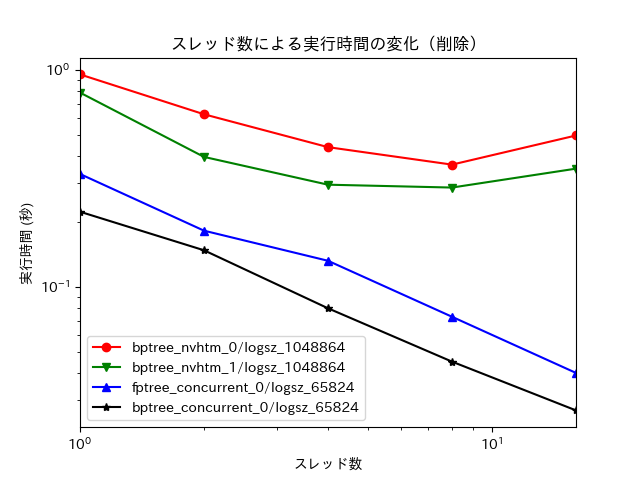 スレッド数による実行時間の変化（削除）
10⁰
10⁻¹
実行時間 (秒)
bptree_nvhtm_0/logsz_1048864
bptree_nvhtm_1/logsz_1048864
fptree_concurrent_0/logsz_65824
bptree_concurrent_0/logsz_65824
10⁰
10¹
スレッド数